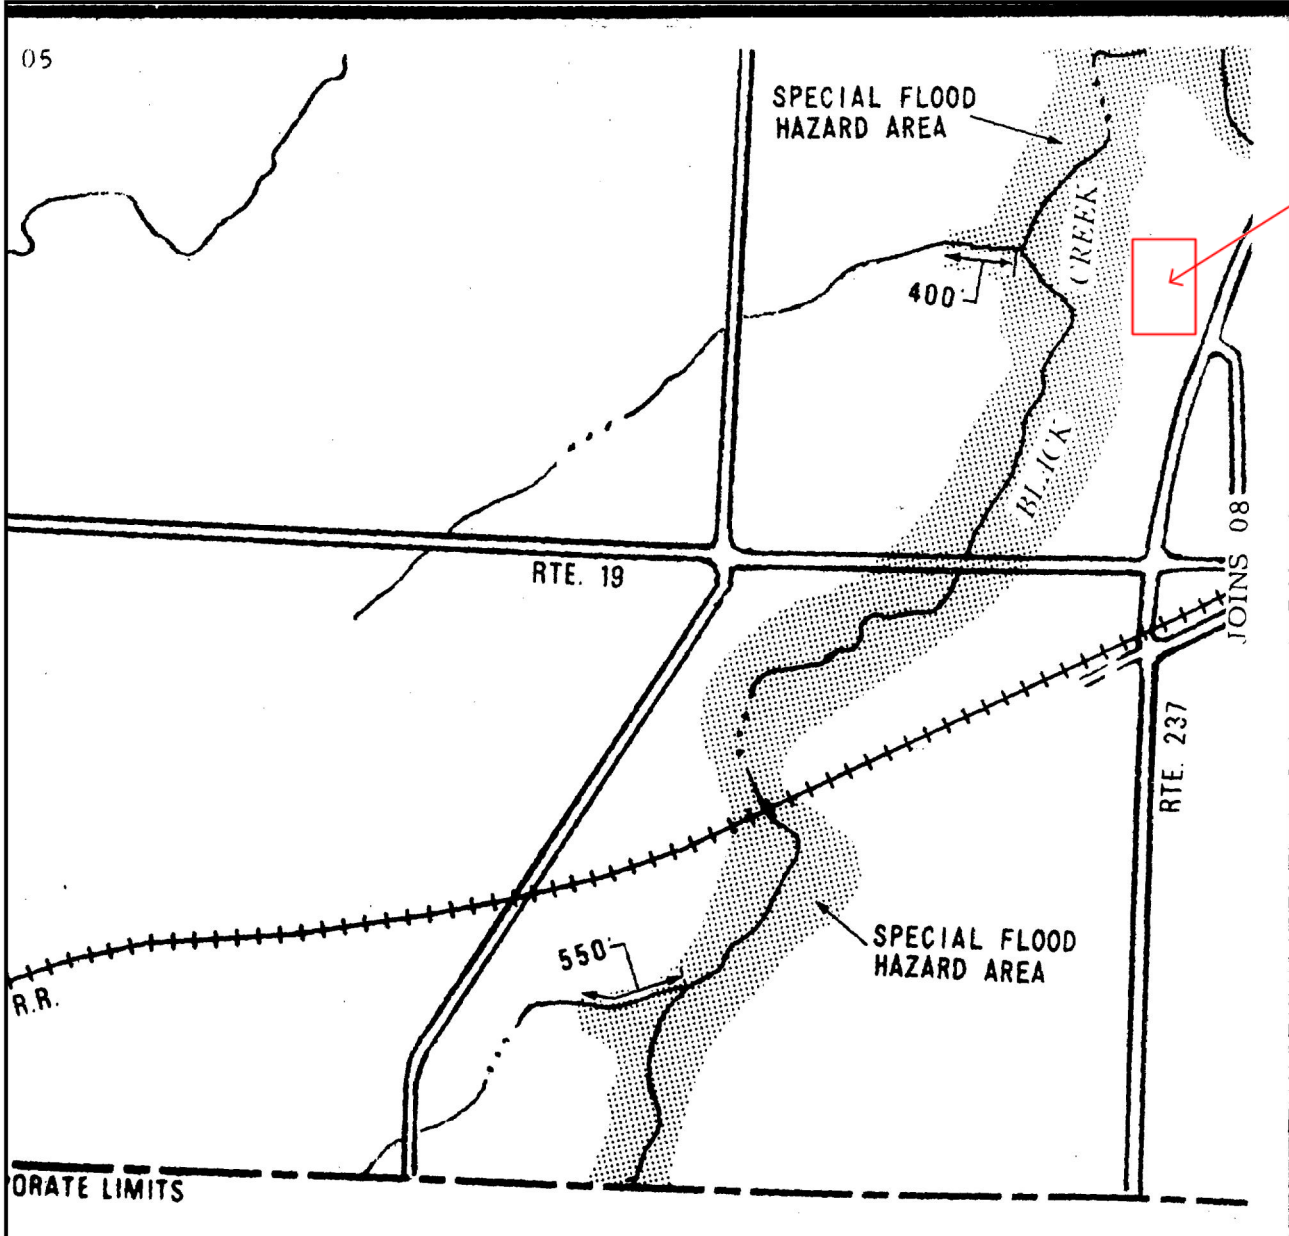 05
SPECIAL FLOOD
HAZARD AREA
CREEK
400'
BLACK
RTE. 19
JOINS 08
RTE. 237
550'
SPECIAL FLOOD
HAZARD AREA
R.R.
ORATE LIMITS